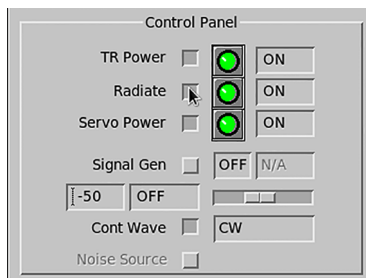 Control Panel
TR Power ON
Radiate ON
Servo Power ON
Signal Gen OFF N/A
-50 OFF
Cont Wave CW
Noise Source